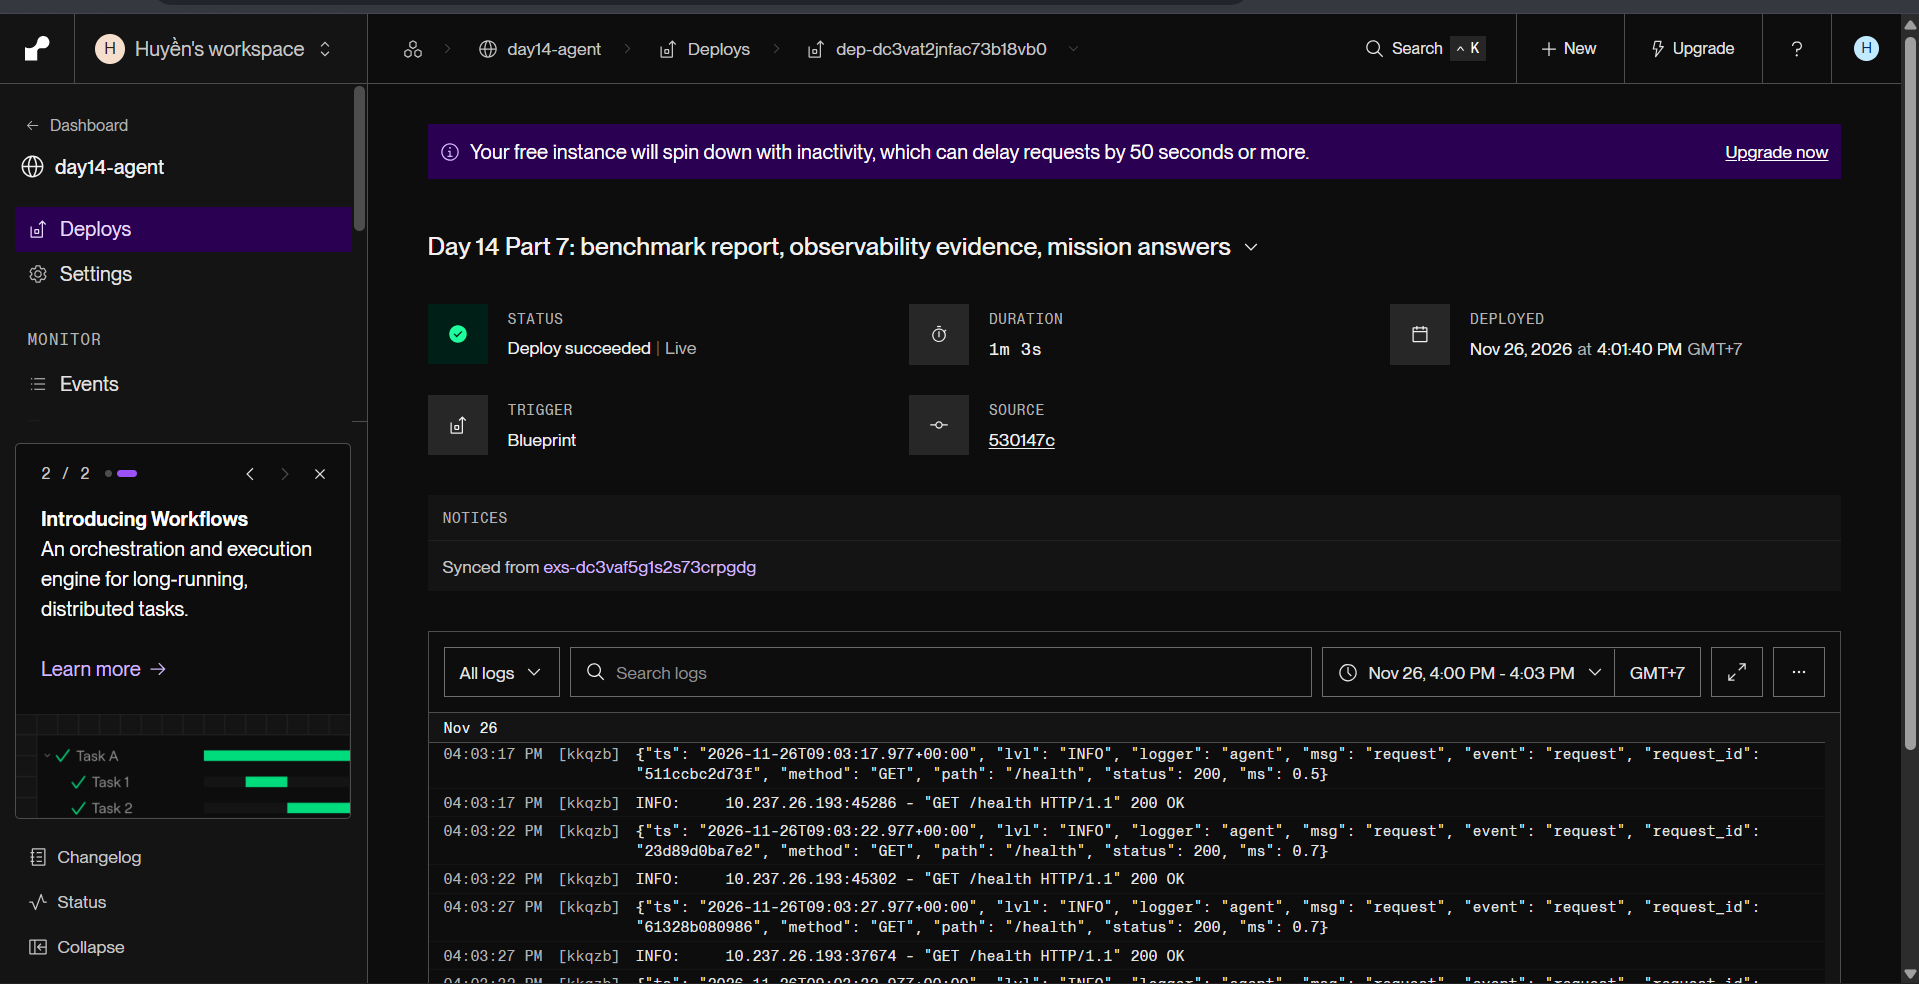 H Huyền's workspace
day14-agent
Deploys
dep-dc3vat2jnfac73b18vb0
Search ^ K
+ New
Upgrade
?
H
← Dashboard
day14-agent
Deploys
Settings
MONITOR
Events
2 / 2
Introducing Workflows
An orchestration and execution
engine for long-running,
distributed tasks.
Learn more →
Task A
Task 1
Task 2
Changelog
Status
Collapse
Your free instance will spin down with inactivity, which can delay requests by 50 seconds or more.
Upgrade now
Day 14 Part 7: benchmark report, observability evidence, mission answers
STATUS
Deploy succeeded | Live
DURATION
1m 3s
DEPLOYED
Nov 26, 2026 at 4:01:40 PM GMT+7
TRIGGER
Blueprint
SOURCE
530147c
NOTICES
Synced from exs-dc3vaf5g1s2s73crpgdg
All logs
Search logs
Nov 26, 4:00 PM - 4:03 PM
GMT+7
Nov 26
04:03:17 PM [kkqzb] {"ts": "2026-11-26T09:03:17.977+00:00", "lvl": "INFO", "logger": "agent", "msg": "request", "event": "request", "request_id":
"511ccbc2d73f", "method": "GET", "path": "/health", "status": 200, "ms": 0.5}
04:03:17 PM [kkqzb] INFO: 10.237.26.193:45286 - "GET /health HTTP/1.1" 200 OK
04:03:22 PM [kkqzb] {"ts": "2026-11-26T09:03:22.977+00:00", "lvl": "INFO", "logger": "agent", "msg": "request", "event": "request", "request_id":
"23d89d0ba7e2", "method": "GET", "path": "/health", "status": 200, "ms": 0.7}
04:03:22 PM [kkqzb] INFO: 10.237.26.193:45302 - "GET /health HTTP/1.1" 200 OK
04:03:27 PM [kkqzb] {"ts": "2026-11-26T09:03:27.977+00:00", "lvl": "INFO", "logger": "agent", "msg": "request", "event": "request", "request_id":
"61328b080986", "method": "GET", "path": "/health", "status": 200, "ms": 0.7}
04:03:27 PM [kkqzb] INFO: 10.237.26.193:37674 - "GET /health HTTP/1.1" 200 OK